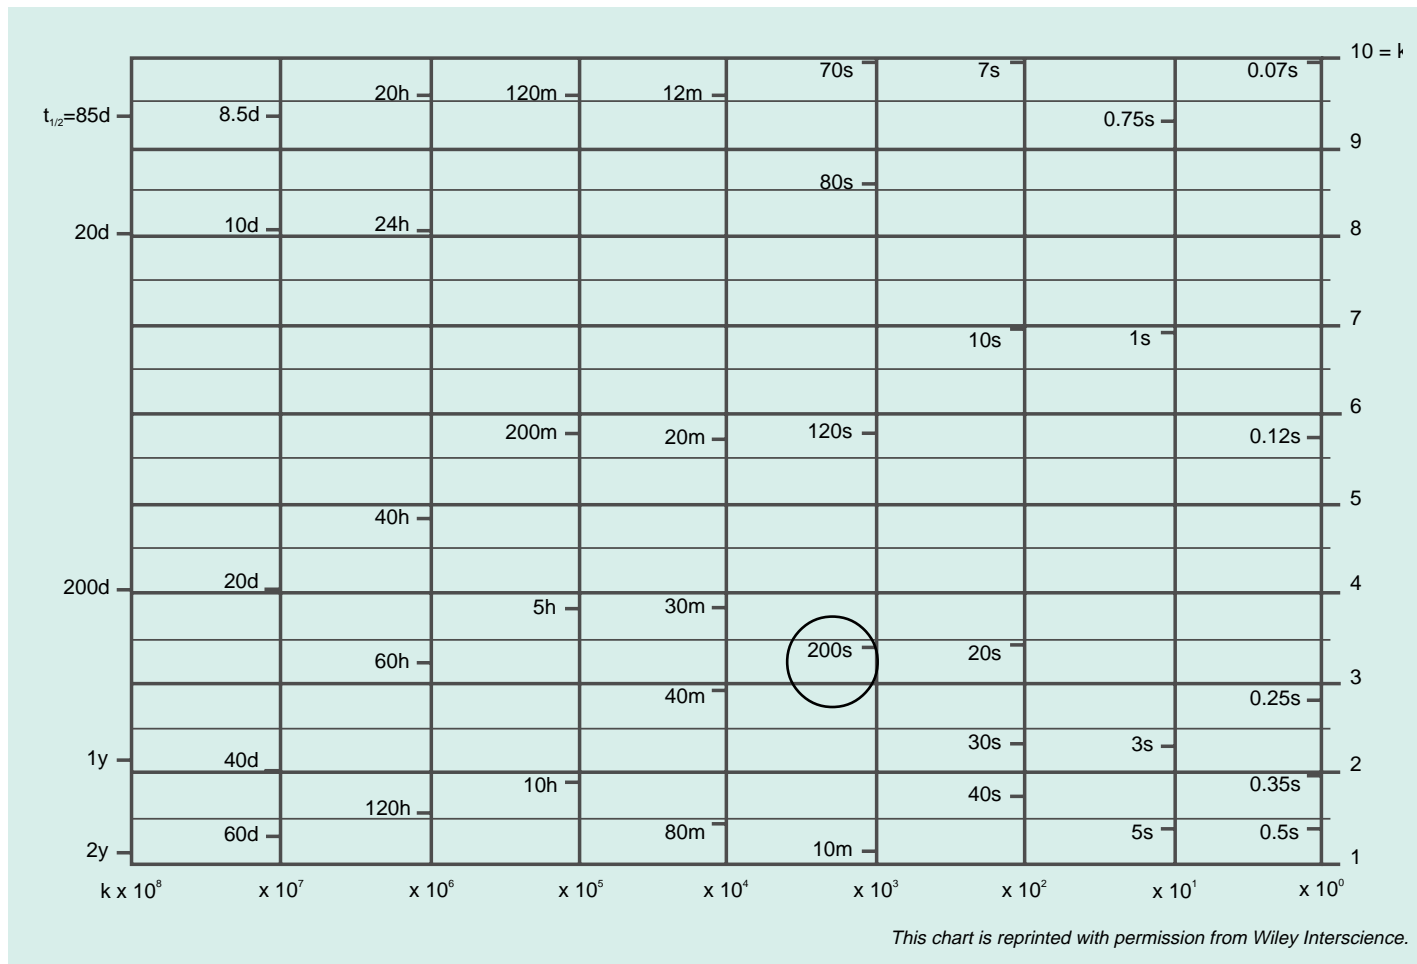 10 = k
70s 7s 0.07s
20h 120m 12m
t₁/₂=85d 8.5d 0.75s
9
80s
20d 10d 24h 8
7
10s 1s
6
200m 20m 120s 0.12s
5
40h
200d 20d 4
5h 30m
200s 20s
60h
3
40m 0.25s
30s 3s
1y 40d 2
10h 40s 0.35s
120h
60d 80m 5s 0.5s
2y 10m 1
k x 10⁸ x 10⁷ x 10⁶ x 10⁵ x 10⁴ x 10³ x 10² x 10¹ x 10⁰
This chart is reprinted with permission from Wiley Interscience.